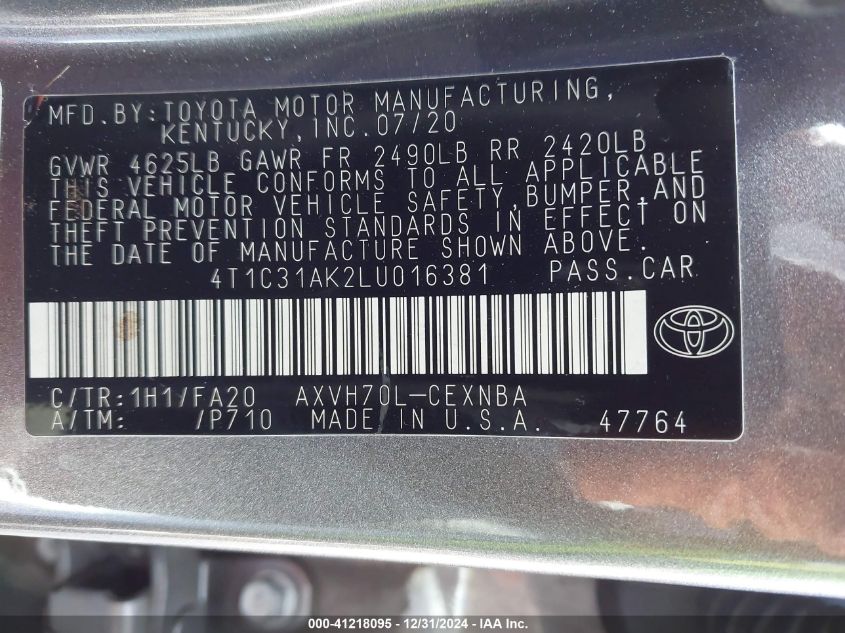 MFD. BY: TOYOTA MOTOR MANUFACTURING,
KENTUCKY, INC. 07/20
GVWR 4625LB GAWR FR 2490LB RR 2420LB
THIS VEHICLE CONFORMS TO ALL APPLICABLE
FEDERAL MOTOR VEHICLE SAFETY, BUMPER, AND
THEFT PREVENTION STANDARDS IN EFFECT ON
THE DATE OF MANUFACTURE SHOWN ABOVE.
4T1C31AK2LU016381 PASS. CAR
C/TR: 1H1/FA20 AXVH70L-CEXNBA
A/TM: /P710 MADE IN U.S.A. 47764
000-41218095 - 12/31/2024 - IAA Inc.